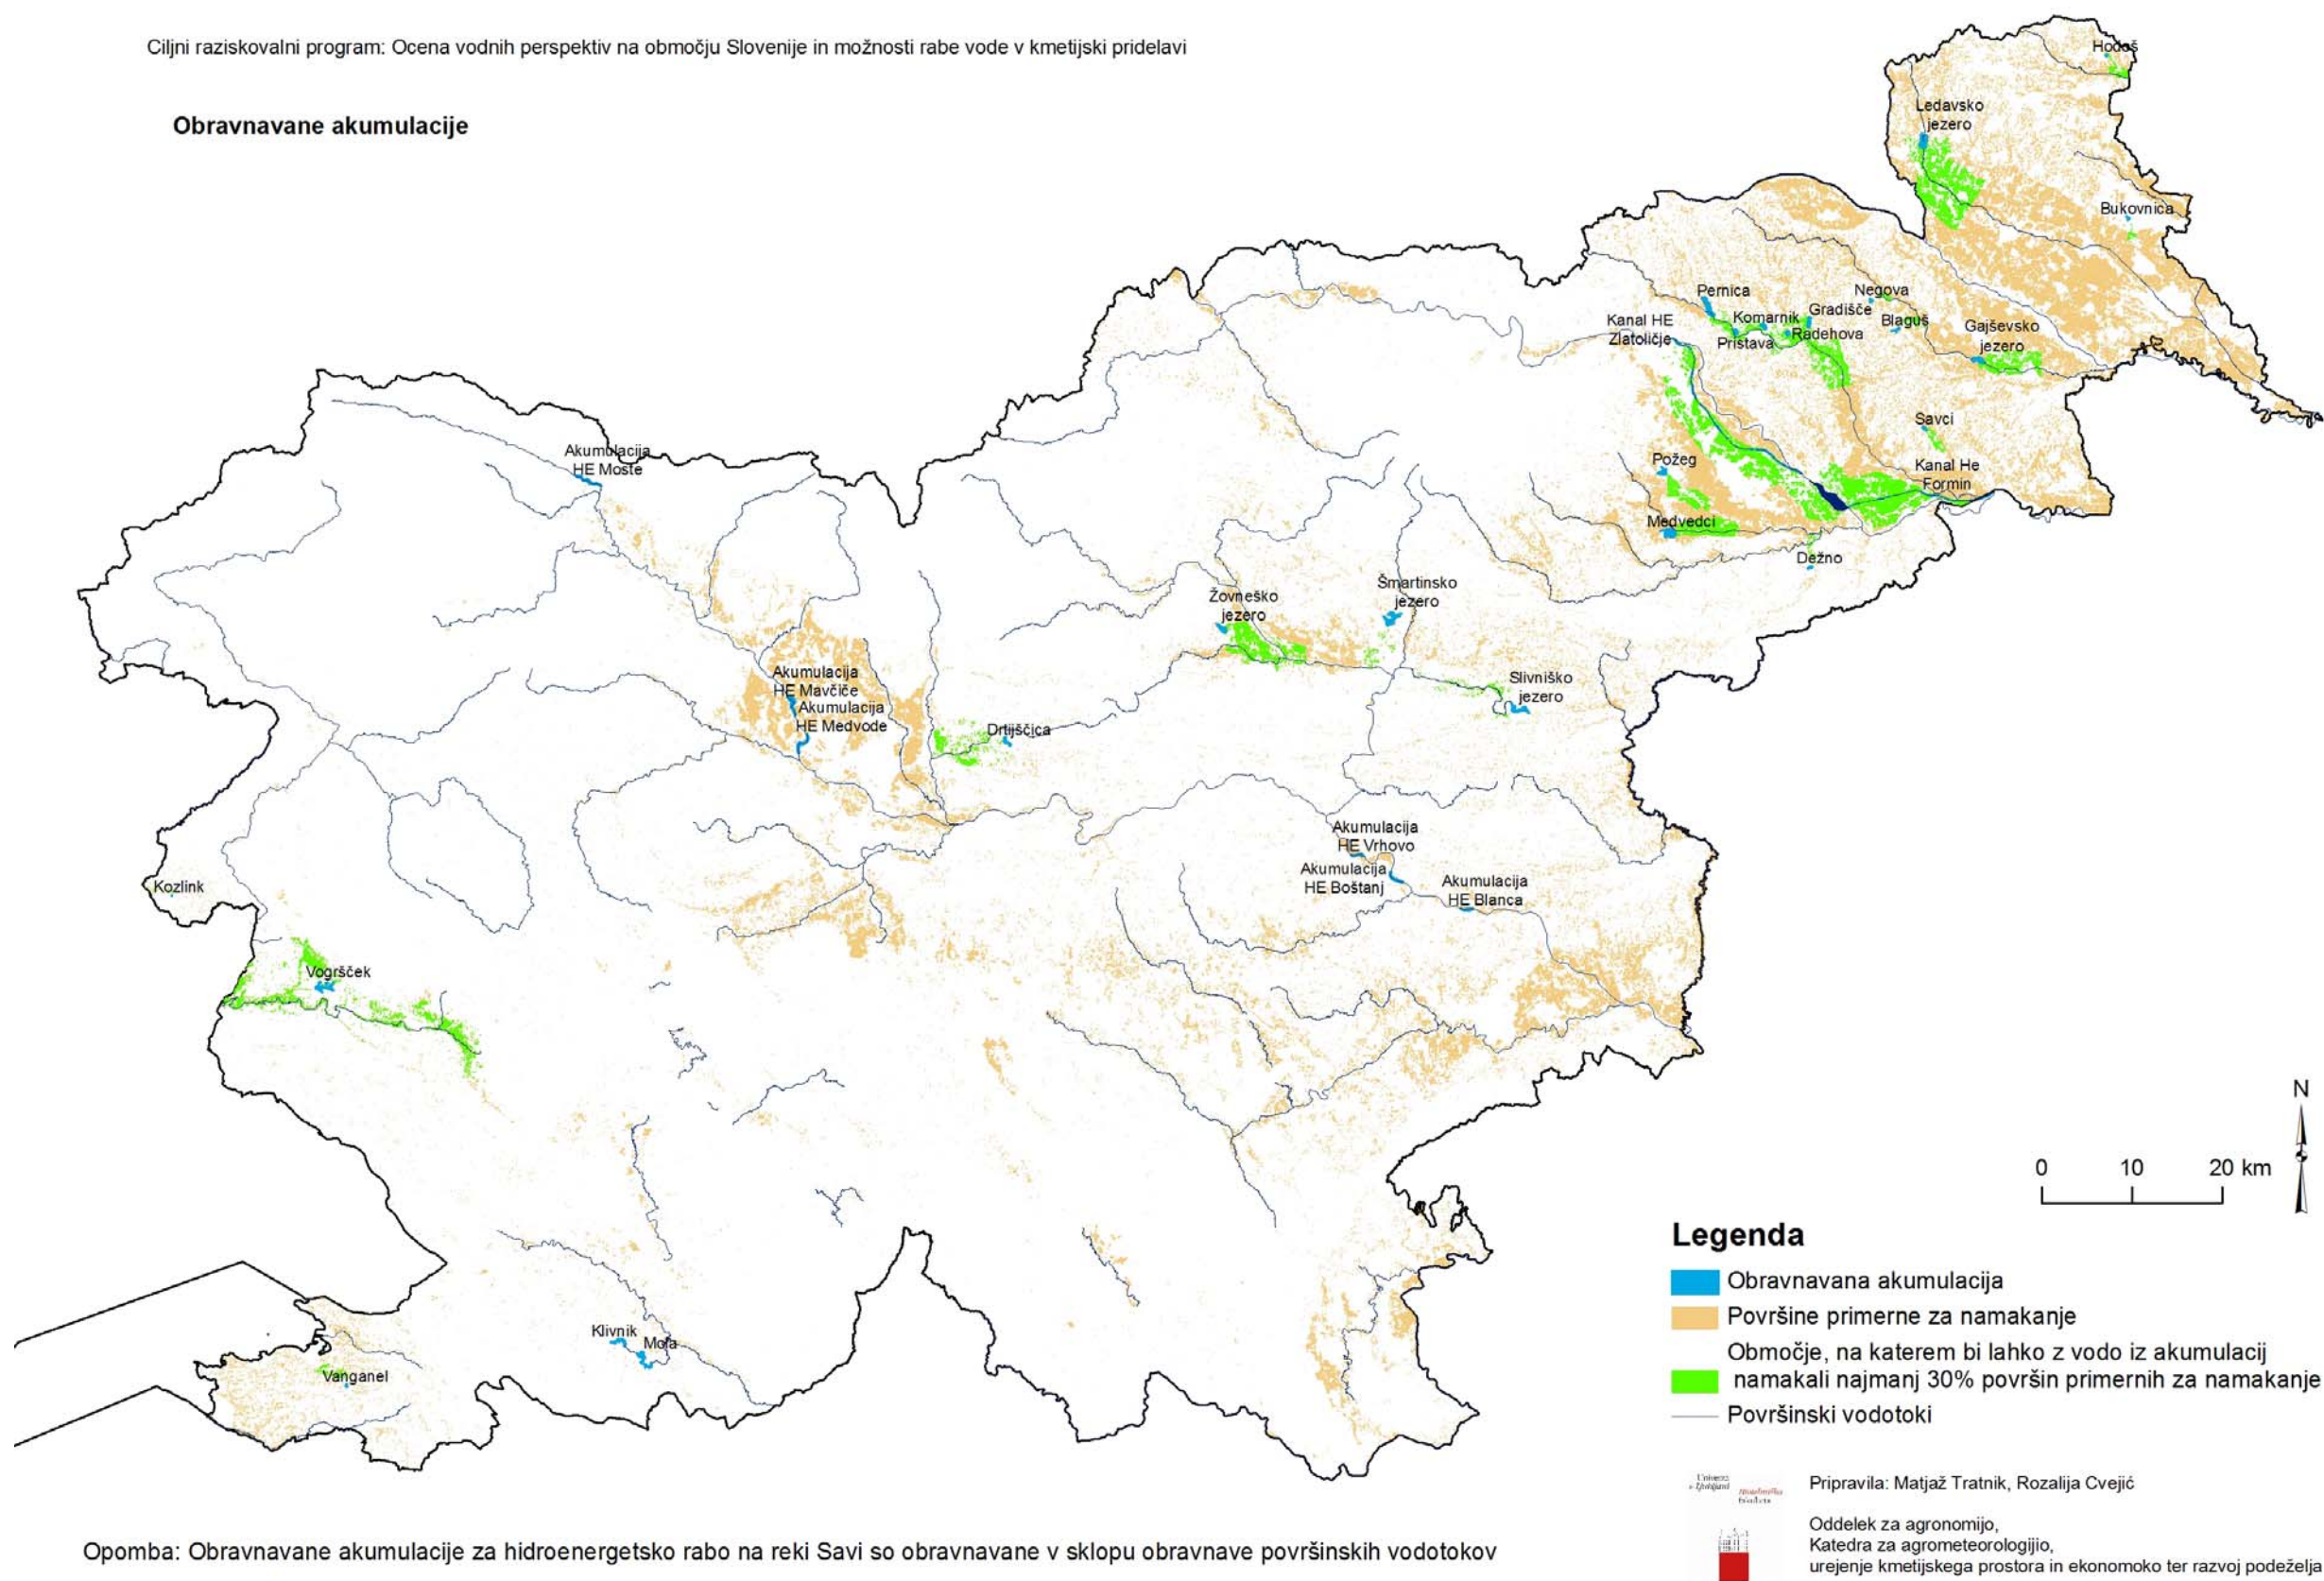 Ciljni raziskovalni program: Ocena vodnih perspektiv na območju Slovenije in možnosti rabe vode v kmetijski pridelavi
Obravnavane akumulacije
Hodoš
Ledavsko
jezero
Bukovnica
Pernica
Negova
Gradišče
Komarnik
Blaguš
Kanal HE
Zlatoličje
Pristava
Radehova
Gajševsko
jezero
Savci
Akumulacija
HE Moste
Požeg
Kanal He
Formin
Medvedci
Dežno
Šmartinsko
jezero
Žovneško
jezero
Akumulacija
HE Mavčiče
Akumulacija
HE Medvode
Slivniško
jezero
Drtijščica
Akumulacija
HE Vrhovo
Akumulacija
HE Boštanj
Akumulacija
HE Blanca
Kozlink
Vogršček
Klivnik
Mola
Vanganel
N
0 10 20 km
Legenda
Obravnavana akumulacija
Površine primerne za namakanje
Območje, na katerem bi lahko z vodo iz akumulacij
namakali najmanj 30% površin primernih za namakanje
Površinski vodotoki
Univerza
v Ljubljani
Pripravila: Matjaž Tratnik, Rozalija Cvejić
Oddelek za agronomijo,
Katedra za agrometeorologijio,
urejenje kmetijskega prostora in ekonomoko ter razvoj podeželja
Opomba: Obravnavane akumulacije za hidroenergetsko rabo na reki Savi so obravnavane v sklopu obravnave površinskih vodotokov